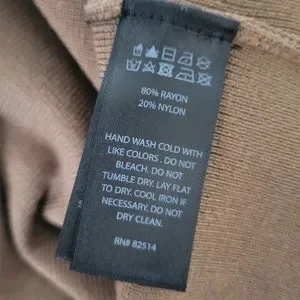 80% RAYON
20% NYLON
HAND WASH COLD WITH
LIKE COLORS . DO NOT
BLEACH. DO NOT
TUMBLE DRY. LAY FLAT
TO DRY. COOL IRON IF
NECESSARY. DO NOT
DRY CLEAN.
RN# 82514